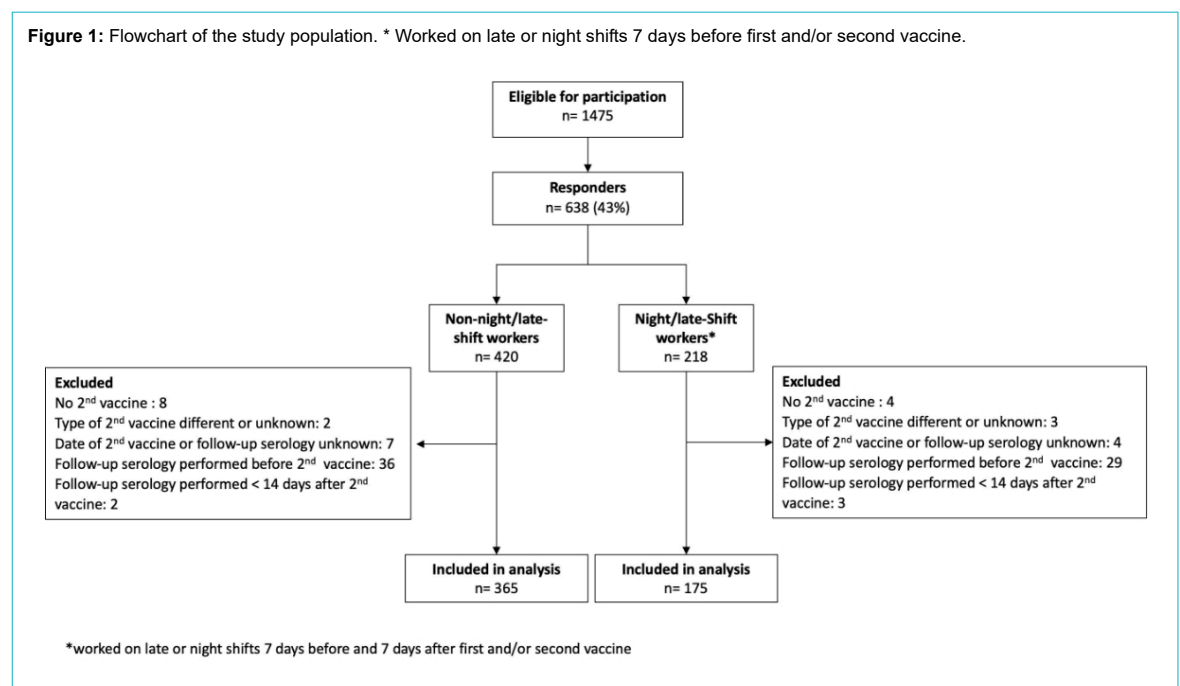 Figure 1: Flowchart of the study population. * Worked on late or night shifts 7 days before first and/or second vaccine.
Eligible for participation
n= 1475
Responders
n= 638 (43%)
Non-night/late-
shift workers
n= 420
Night/late-Shift
workers*
n= 218
Excluded
No 2nd vaccine : 8
Type of 2nd vaccine different or unknown: 2
Date of 2nd vaccine or follow-up serology unknown: 7
Follow-up serology performed before 2nd vaccine: 36
Follow-up serology performed < 14 days after 2nd
vaccine: 2
Excluded
No 2nd vaccine : 4
Type of 2nd vaccine different or unknown: 3
Date of 2nd vaccine or follow-up serology unknown: 4
Follow-up serology performed before 2nd vaccine: 29
Follow-up serology performed < 14 days after 2nd
vaccine: 3
Included in analysis
n= 365
Included in analysis
n= 175
*worked on late or night shifts 7 days before and 7 days after first and/or second vaccine